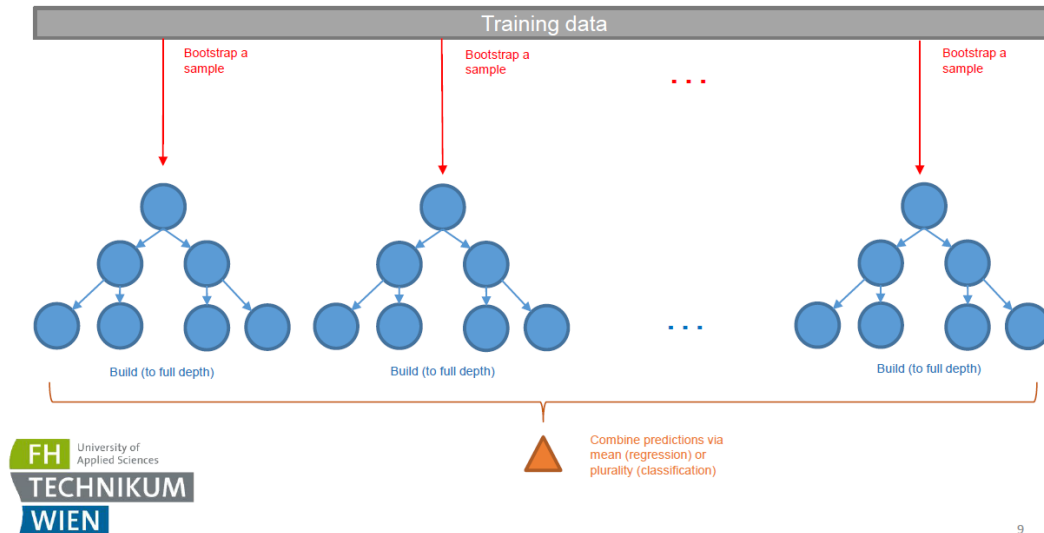 Training data
Bootstrap a
sample
Bootstrap a
sample
. . .
Bootstrap a
sample
. . .
Build (to full depth)
Build (to full depth)
Build (to full depth)
Combine predictions via
mean (regression) or
plurality (classification)
FH University of
Applied Sciences
TECHNIKUM
WIEN
9